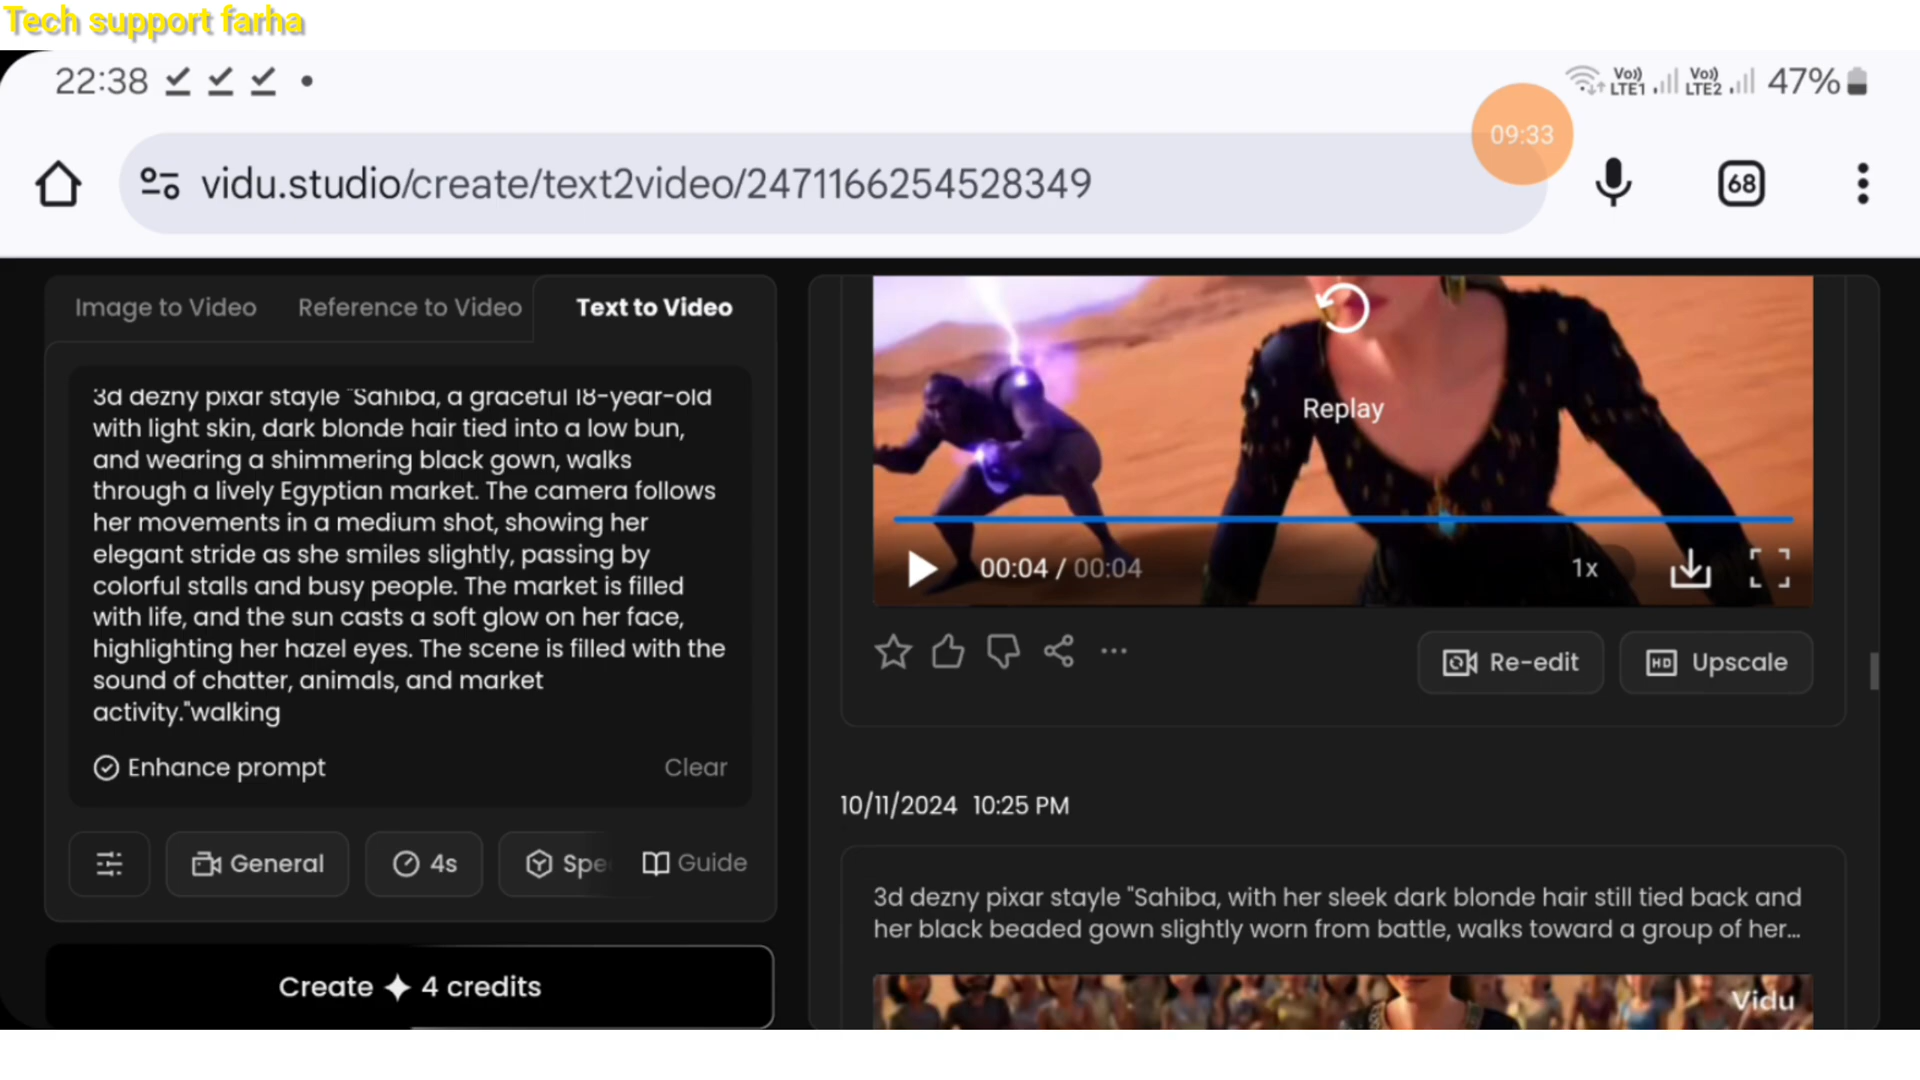 Tech support farha
22:38
Vo)) LTE1 Vo)) LTE2 47%
09:33
vidu.studio/create/text2video/2471166254528349
68
Image to Video
Reference to Video
Text to Video
3d dezny pixar stayle "Sahiba, a graceful 18-year-old
with light skin, dark blonde hair tied into a low bun,
and wearing a shimmering black gown, walks
through a lively Egyptian market. The camera follows
her movements in a medium shot, showing her
elegant stride as she smiles slightly, passing by
colorful stalls and busy people. The market is filled
with life, and the sun casts a soft glow on her face,
highlighting her hazel eyes. The scene is filled with the
sound of chatter, animals, and market
activity."walking
Enhance prompt
Clear
General
4s
Spe
Guide
Create 4 credits
Replay
00:04 / 00:04
1x
Re-edit
HD Upscale
10/11/2024 10:25 PM
3d dezny pixar stayle "Sahiba, with her sleek dark blonde hair still tied back and
her black beaded gown slightly worn from battle, walks toward a group of her...
Vidu